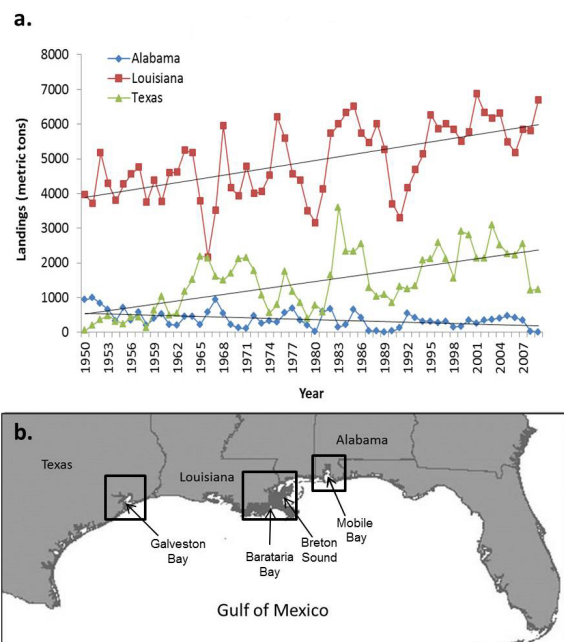 a.
Alabama
Louisiana
Texas
Landings (metric tons)
8000
7000
6000
5000
4000
3000
2000
1000
0
1950
1953
1956
1959
1962
1965
1968
1971
1974
1977
1980
1983
1986
1989
1992
1995
1998
2001
2004
2007
Year
b.
Texas
Louisiana
Alabama
Galveston
Bay
Barataria
Bay
Breton
Sound
Mobile
Bay
Gulf of Mexico